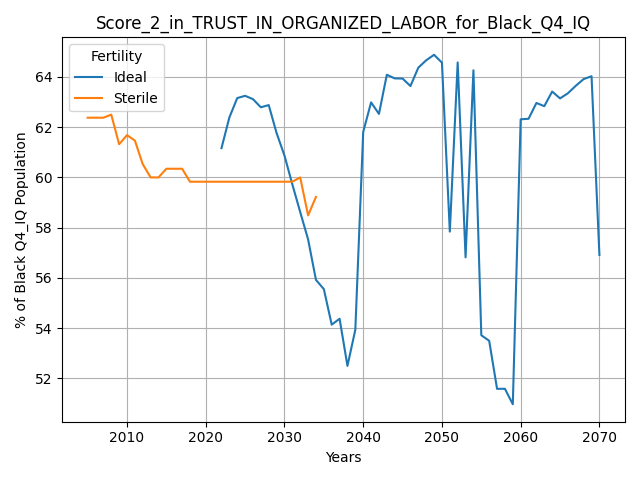 Score_2_in_TRUST_IN_ORGANIZED_LABOR_for_Black_Q4_IQ
Fertility
Ideal
Sterile
% of Black Q4_IQ Population
64
62
60
58
56
54
52
2010 2020 2030 2040 2050 2060 2070
Years